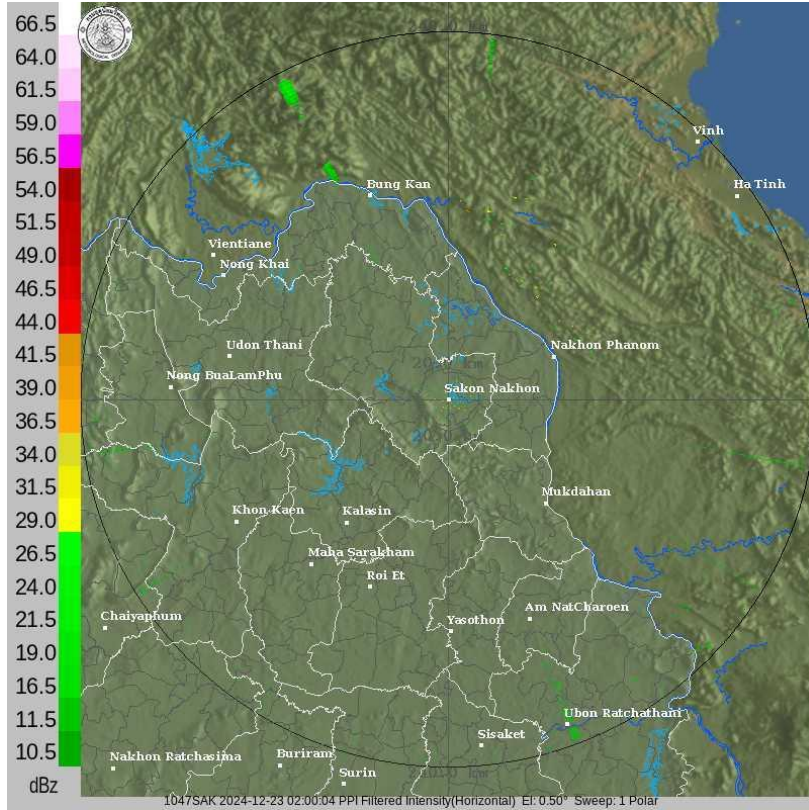 66.5
64.0
61.5
59.0
56.5
54.0
51.5
49.0
46.5
44.0
41.5
39.0
36.5
34.0
31.5
29.0
26.5
24.0
21.5
19.0
16.5
11.5
10.5
dBz
Vinh
Ha Tinh
Bung Kan
Vientiane
Nong Khai
Udon Thani
Nakhon Phanom
Nong BuaLamPhu
Sakon Nakhon
Mukdahan
Khon Kaen
Kalasin
Maha Sarakham
Roi Et
Chaiyaphum
Am NatCharoen
Yasothon
Ubon Ratchathani
Sisaket
Nakhon Ratchasima
Buriram
Surin
1047SAK 2024-12-23 02:00:04 PPI Filtered Intensity(Horizontal) El: 0.50° Sweep: 1 Polar